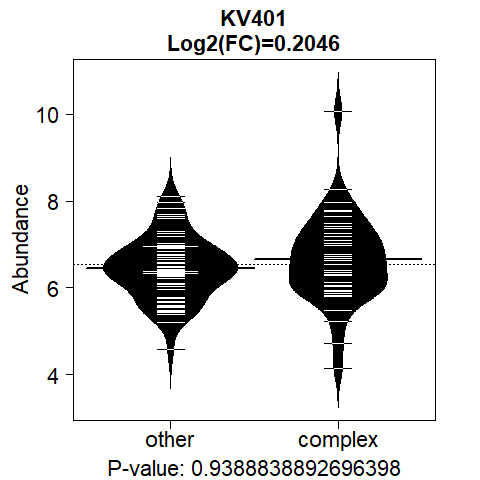 KV401
Log2(FC)=0.2046
Abundance
10
8
6
4
other
complex
P-value: 0.9388838892696398